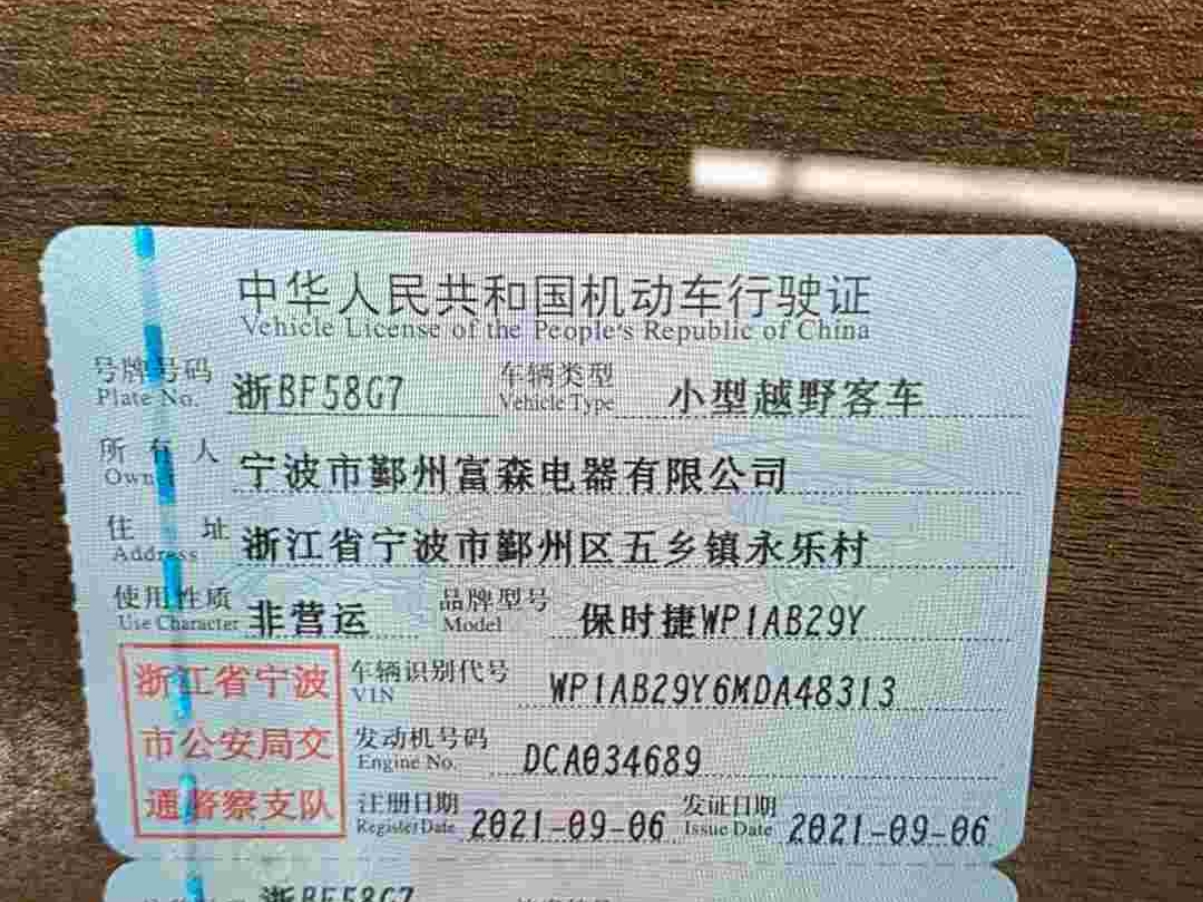 中华人民共和国机动车行驶证
Vehicle License of the People's Republic of China
号牌号码 浙BF58G7 车辆类型 小型越野客车
Plate No. Vehicle Type
所有人 宁波市鄞州富森电器有限公司
Owner
住址 浙江省宁波市鄞州区五乡镇永乐村
Address
使用性质 非营运 品牌型号 保时捷WP1AB29Y
Use Character Model
浙江省宁波 车辆识别代号 WP1AB29Y6MDA48313
VIN
市公安局交 发动机号码 DCA034689
Engine No.
通警察支队 注册日期 2021-09-06 发证日期 2021-09-06
Register Date Issue Date
浙BF58G7